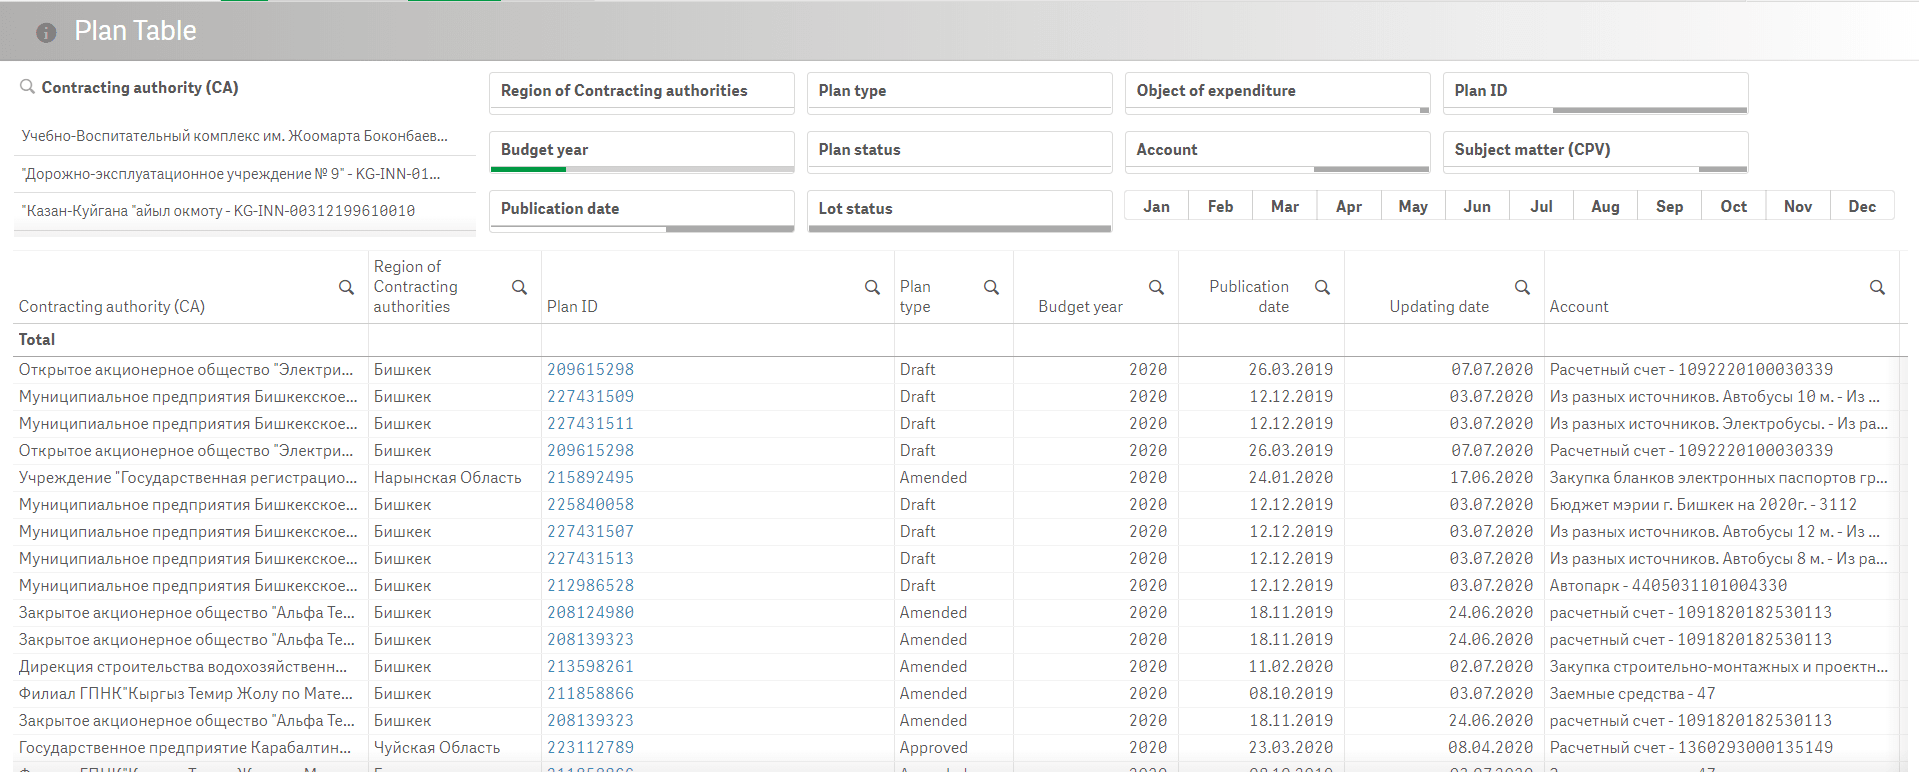 Plan Table
Contracting authority (CA)
Учебно-Воспитательный комплекс им. Жоомарта Боконбаев...
"Дорожно-эксплуатационное учреждение № 9" - KG-INN-01...
"Казан-Куйгана "айыл окмоту - KG-INN-00312199610010
Region of Contracting authorities
Plan type
Object of expenditure
Plan ID
Budget year
Plan status
Account
Subject matter (CPV)
Publication date
Lot status
Jan Feb Mar Apr May Jun Jul Aug Sep Oct Nov Dec
Contracting authority (CA)
Region of
Contracting
authorities
Plan ID
Plan
type
Budget year
Publication
date
Updating date
Account
Total
Открытое акционерное общество "Электри... Бишкек 209615298 Draft 2020 26.03.2019 07.07.2020 Расчетный счет - 1092220100030339
Муниципиальное предприятия Бишкекское... Бишкек 227431509 Draft 2020 12.12.2019 03.07.2020 Из разных источников. Автобусы 10 м. - Из ...
Муниципиальное предприятия Бишкекское... Бишкек 227431511 Draft 2020 12.12.2019 03.07.2020 Из разных источников. Электробусы. - Из ра...
Открытое акционерное общество "Электри... Бишкек 209615298 Draft 2020 26.03.2019 07.07.2020 Расчетный счет - 1092220100030339
Учреждение "Государственная регистрацио... Нарынская Область 215892495 Amended 2020 24.01.2020 17.06.2020 Закупка бланков электронных паспортов гр...
Муниципиальное предприятия Бишкекское... Бишкек 225840058 Draft 2020 12.12.2019 03.07.2020 Бюджет мэрии г. Бишкек на 2020г. - 3112
Муниципиальное предприятия Бишкекское... Бишкек 227431507 Draft 2020 12.12.2019 03.07.2020 Из разных источников. Автобусы 12 м. - Из ...
Муниципиальное предприятия Бишкекское... Бишкек 227431513 Draft 2020 12.12.2019 03.07.2020 Из разных источников. Автобусы 8 м. - Из ра...
Муниципиальное предприятия Бишкекское... Бишкек 212986528 Draft 2020 12.12.2019 03.07.2020 Автопарк - 4405031101004330
Закрытое акционерное общество "Альфа Те... Бишкек 208124980 Amended 2020 18.11.2019 24.06.2020 расчетный счет - 1091820182530113
Закрытое акционерное общество "Альфа Те... Бишкек 208139323 Amended 2020 18.11.2019 24.06.2020 расчетный счет - 1091820182530113
Дирекция строительства водохозяйственн... Бишкек 213598261 Amended 2020 11.02.2020 02.07.2020 Закупка строительно-монтажных и проектн...
Филиал ГПНК"Кыргыз Темир Жолу по Мате... Бишкек 211858866 Amended 2020 08.10.2019 03.07.2020 Заемные средства - 47
Закрытое акционерное общество "Альфа Те... Бишкек 208139323 Amended 2020 18.11.2019 24.06.2020 расчетный счет - 1091820182530113
Государственное предприятие Карабалтин... Чуйская Область 223112789 Approved 2020 23.03.2020 08.04.2020 Расчетный счет - 1360293000135149